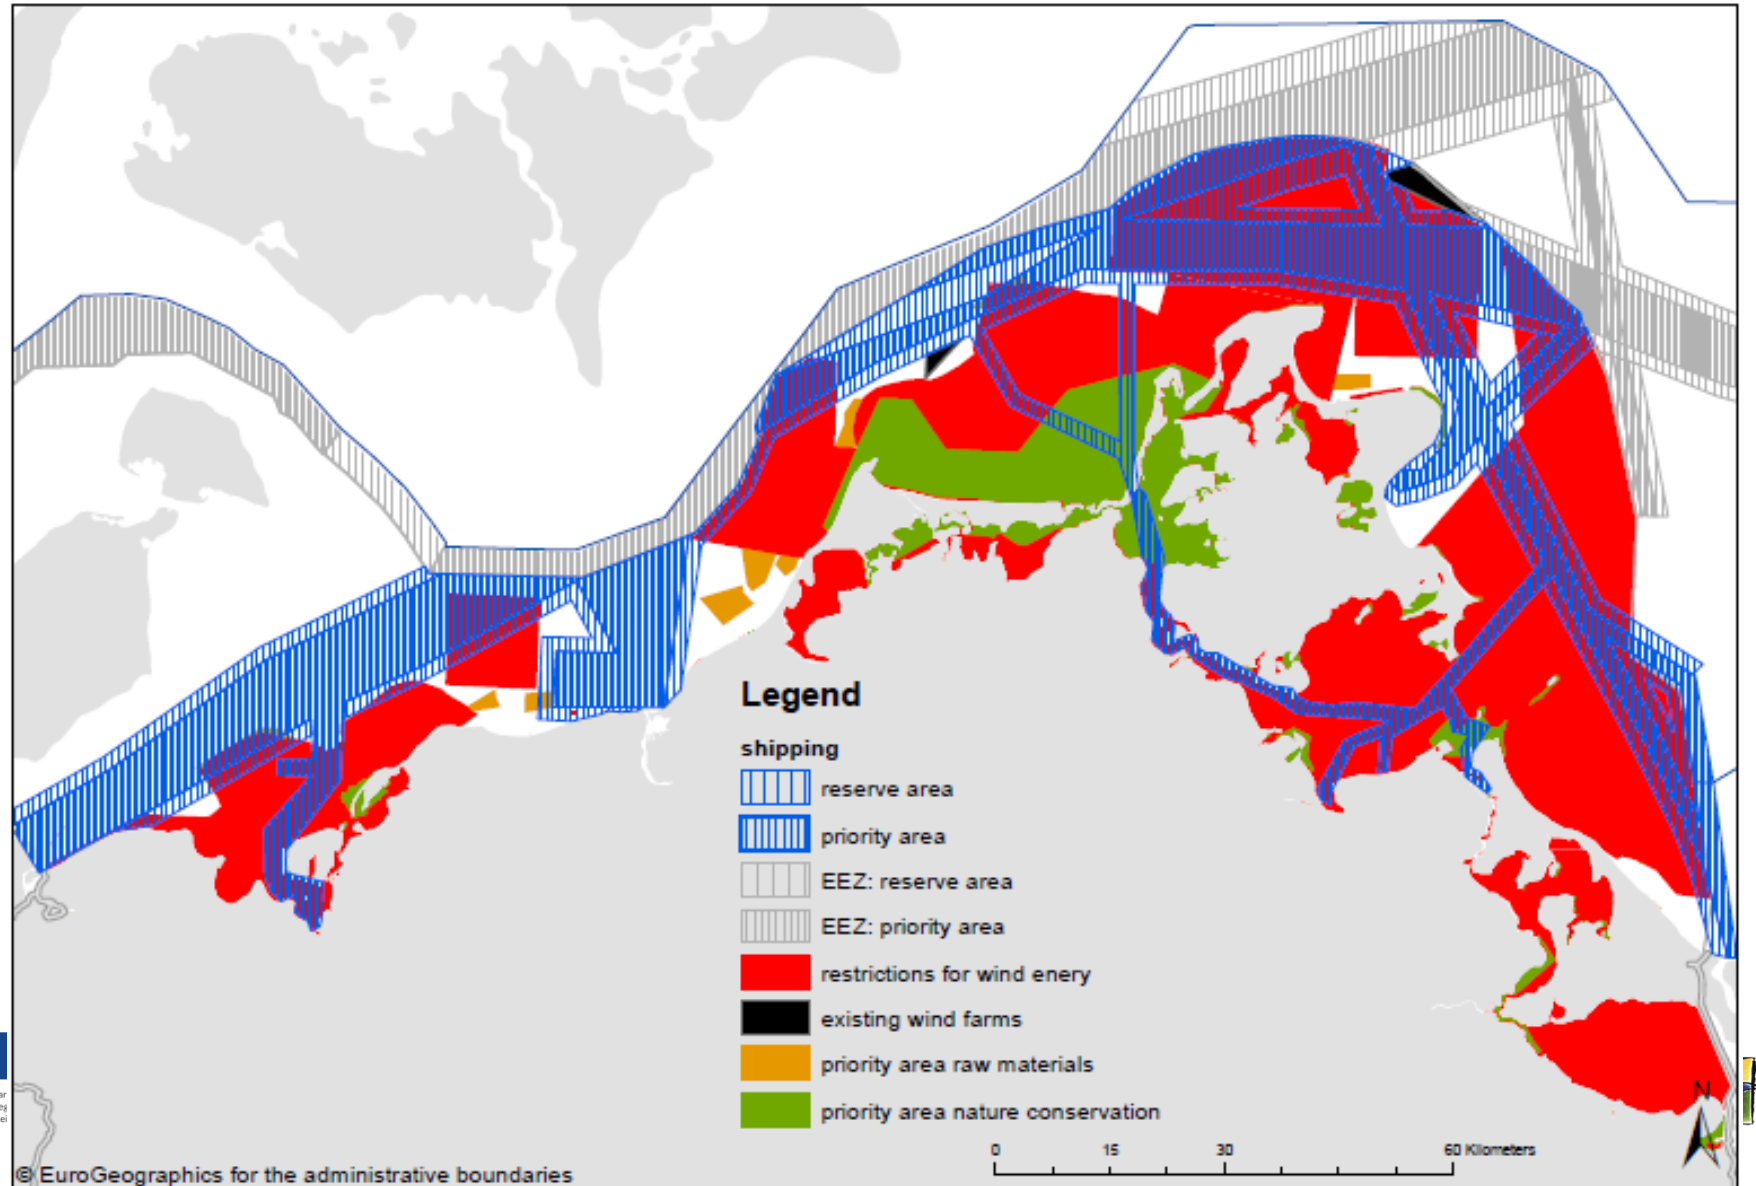 Legend
shipping
reserve area
priority area
EEZ: reserve area
EEZ: priority area
restrictions for wind enery
existing wind farms
priority area raw materials
priority area nature conservation
N
0 15 30 60 Kilometers
© EuroGeographics for the administrative boundaries